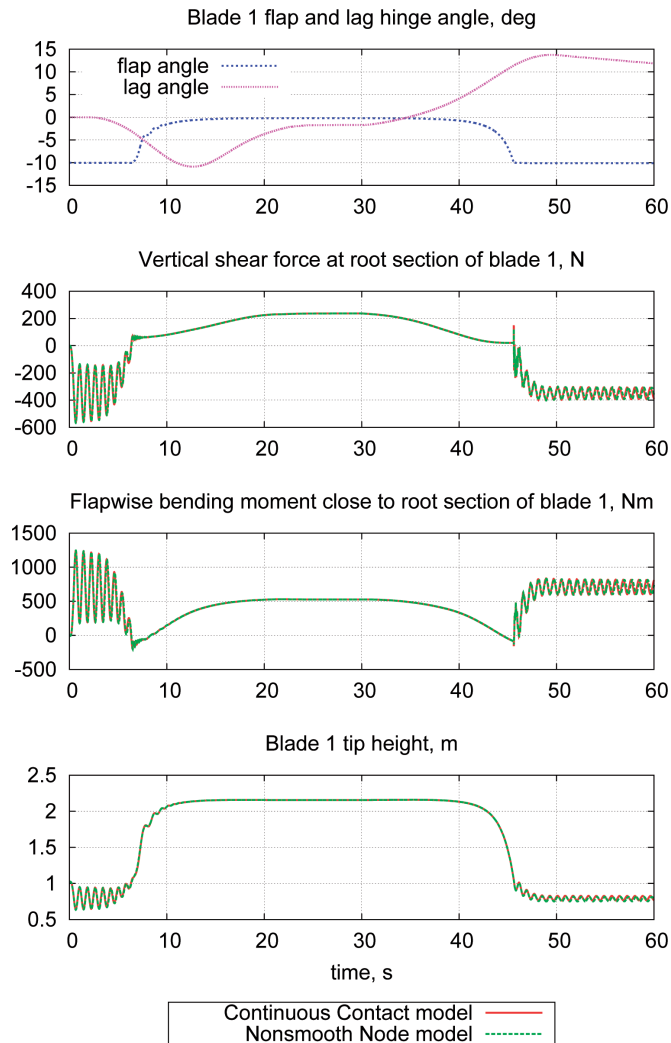 Blade 1 flap and lag hinge angle, deg
15
10
5
0
-5
-10
-15
flap angle
lag angle
0 10 20 30 40 50 60
Vertical shear force at root section of blade 1, N
400
200
0
-200
-400
-600
0 10 20 30 40 50 60
Flapwise bending moment close to root section of blade 1, Nm
1500
1000
500
0
-500
0 10 20 30 40 50 60
Blade 1 tip height, m
2.5
2
1.5
1
0.5
0 10 20 30 40 50 60
time, s
Continuous Contact model
Nonsmooth Node model